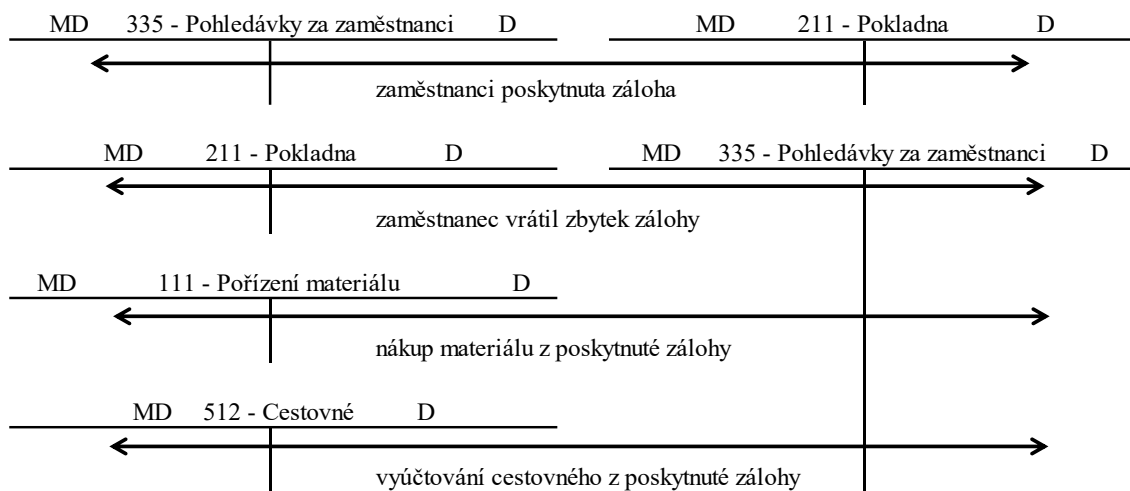 MD 335 - Pohledávky za zaměstnanci D MD 211 - Pokladna D
zaměstnanci poskytnuta záloha
MD 211 - Pokladna D MD 335 - Pohledávky za zaměstnanci D
zaměstnanec vrátil zbytek zálohy
MD 111 - Pořízení materiálu D
nákup materiálu z poskytnuté zálohy
MD 512 - Cestovné D
vyúčtování cestovného z poskytnuté zálohy